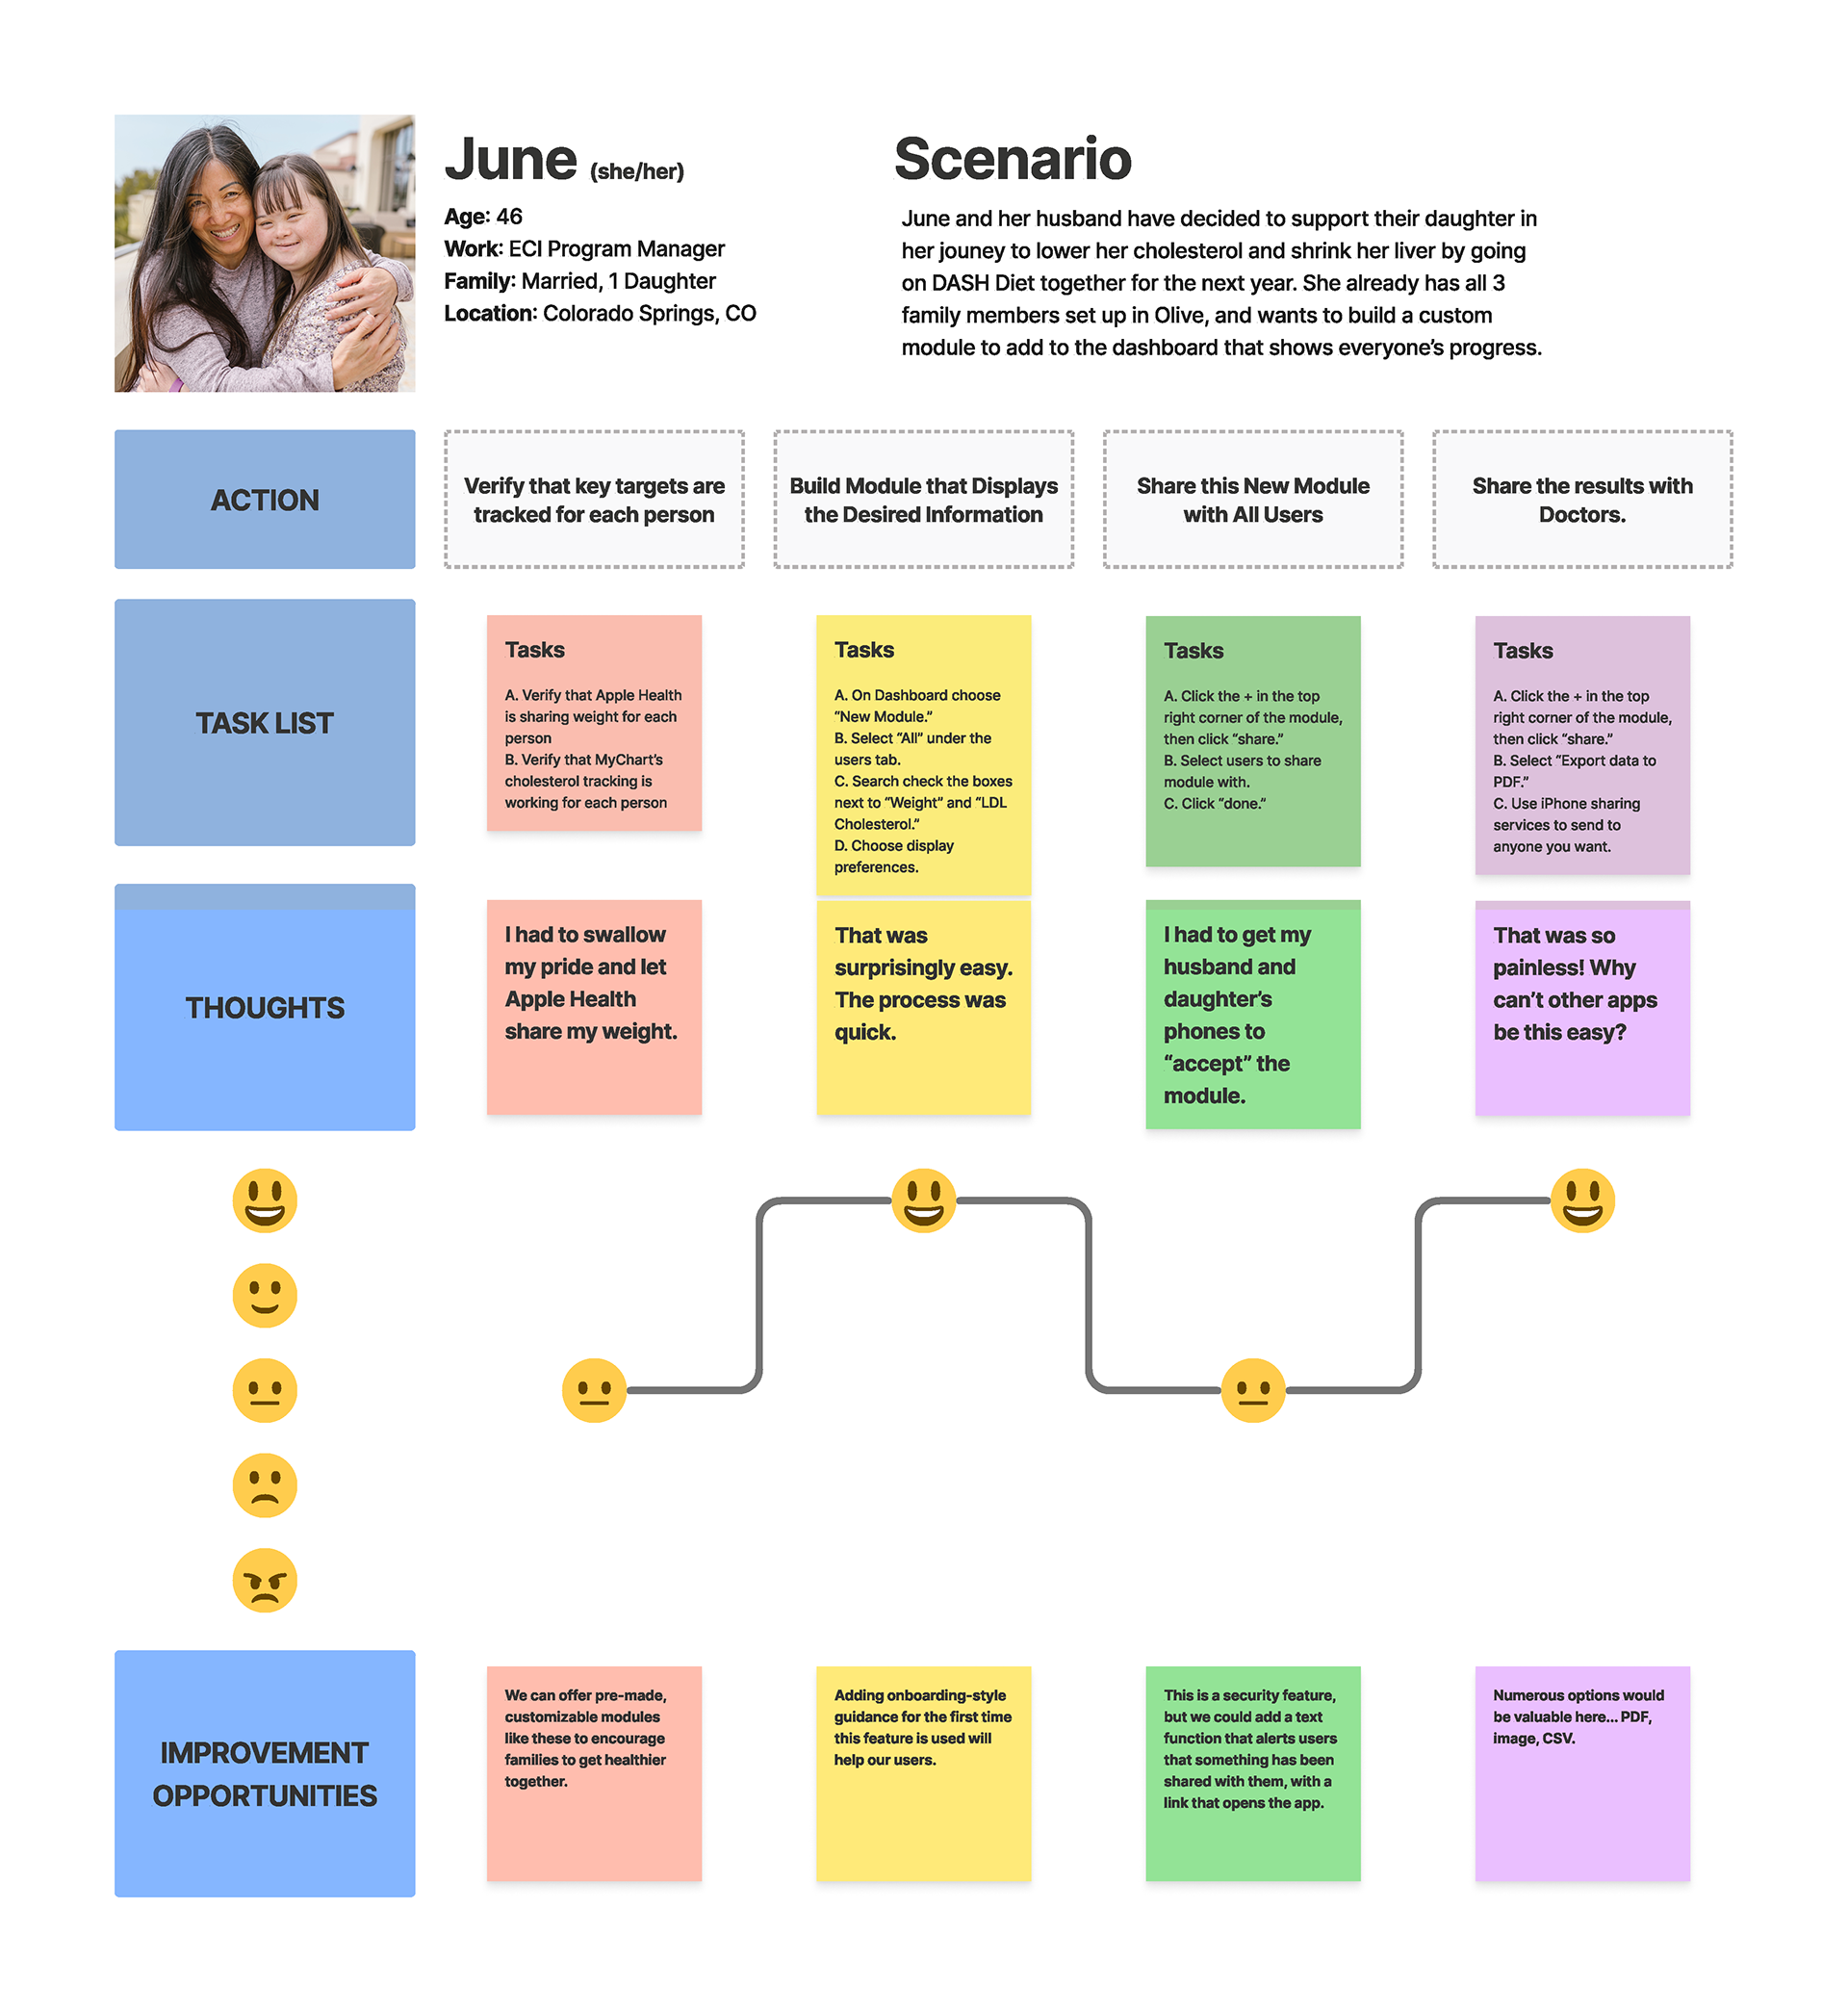 June (she/her)
Age: 46
Work: ECI Program Manager
Family: Married, 1 Daughter
Location: Colorado Springs, CO
Scenario
June and her husband have decided to support their daughter in
her jouney to lower her cholesterol and shrink her liver by going
on DASH Diet together for the next year. She already has all 3
family members set up in Olive, and wants to build a custom
module to add to the dashboard that shows everyone’s progress.
ACTION
Verify that key targets are
tracked for each person
Build Module that Displays
the Desired Information
Share this New Module
with All Users
Share the results with
Doctors.
TASK LIST
Tasks
A. Verify that Apple Health
is sharing weight for each
person
B. Verify that MyChart’s
cholesterol tracking is
working for each person
Tasks
A. On Dashboard choose
“New Module.”
B. Select “All” under the
users tab.
C. Search check the boxes
next to “Weight” and “LDL
Cholesterol.”
D. Choose display
preferences.
Tasks
A. Click the + in the top
right corner of the module,
then click “share.”
B. Select users to share
module with.
C. Click “done.”
Tasks
A. Click the + in the top
right corner of the module,
then click “share.”
B. Select “Export data to
PDF.”
C. Use iPhone sharing
services to send to
anyone you want.
THOUGHTS
I had to swallow
my pride and let
Apple Health
share my weight.
That was
surprisingly easy.
The process was
quick.
I had to get my
husband and
daughter’s
phones to
“accept” the
module.
That was so
painless! Why
can’t other apps
be this easy?
IMPROVEMENT
OPPORTUNITIES
We can offer pre-made,
customizable modules
like these to encourage
families to get healthier
together.
Adding onboarding-style
guidance for the first time
this feature is used will
help our users.
This is a security feature,
but we could add a text
function that alerts users
that something has been
shared with them, with a
link that opens the app.
Numerous options would
be valuable here... PDF,
image, CSV.